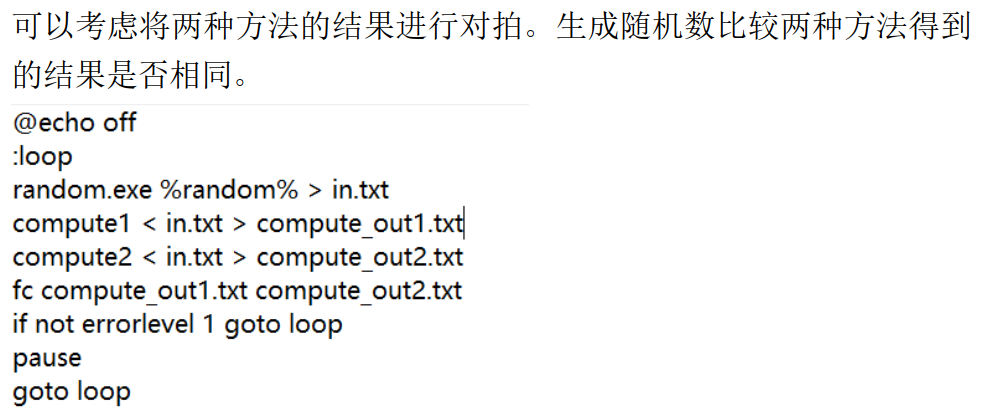 可以考虑将两种方法的结果进行对拍。生成随机数比较两种方法得到
的结果是否相同。
@echo off
:loop
random.exe %random% > in.txt
compute1 < in.txt > compute_out1.txt
compute2 < in.txt > compute_out2.txt
fc compute_out1.txt compute_out2.txt
if not errorlevel 1 goto loop
pause
goto loop